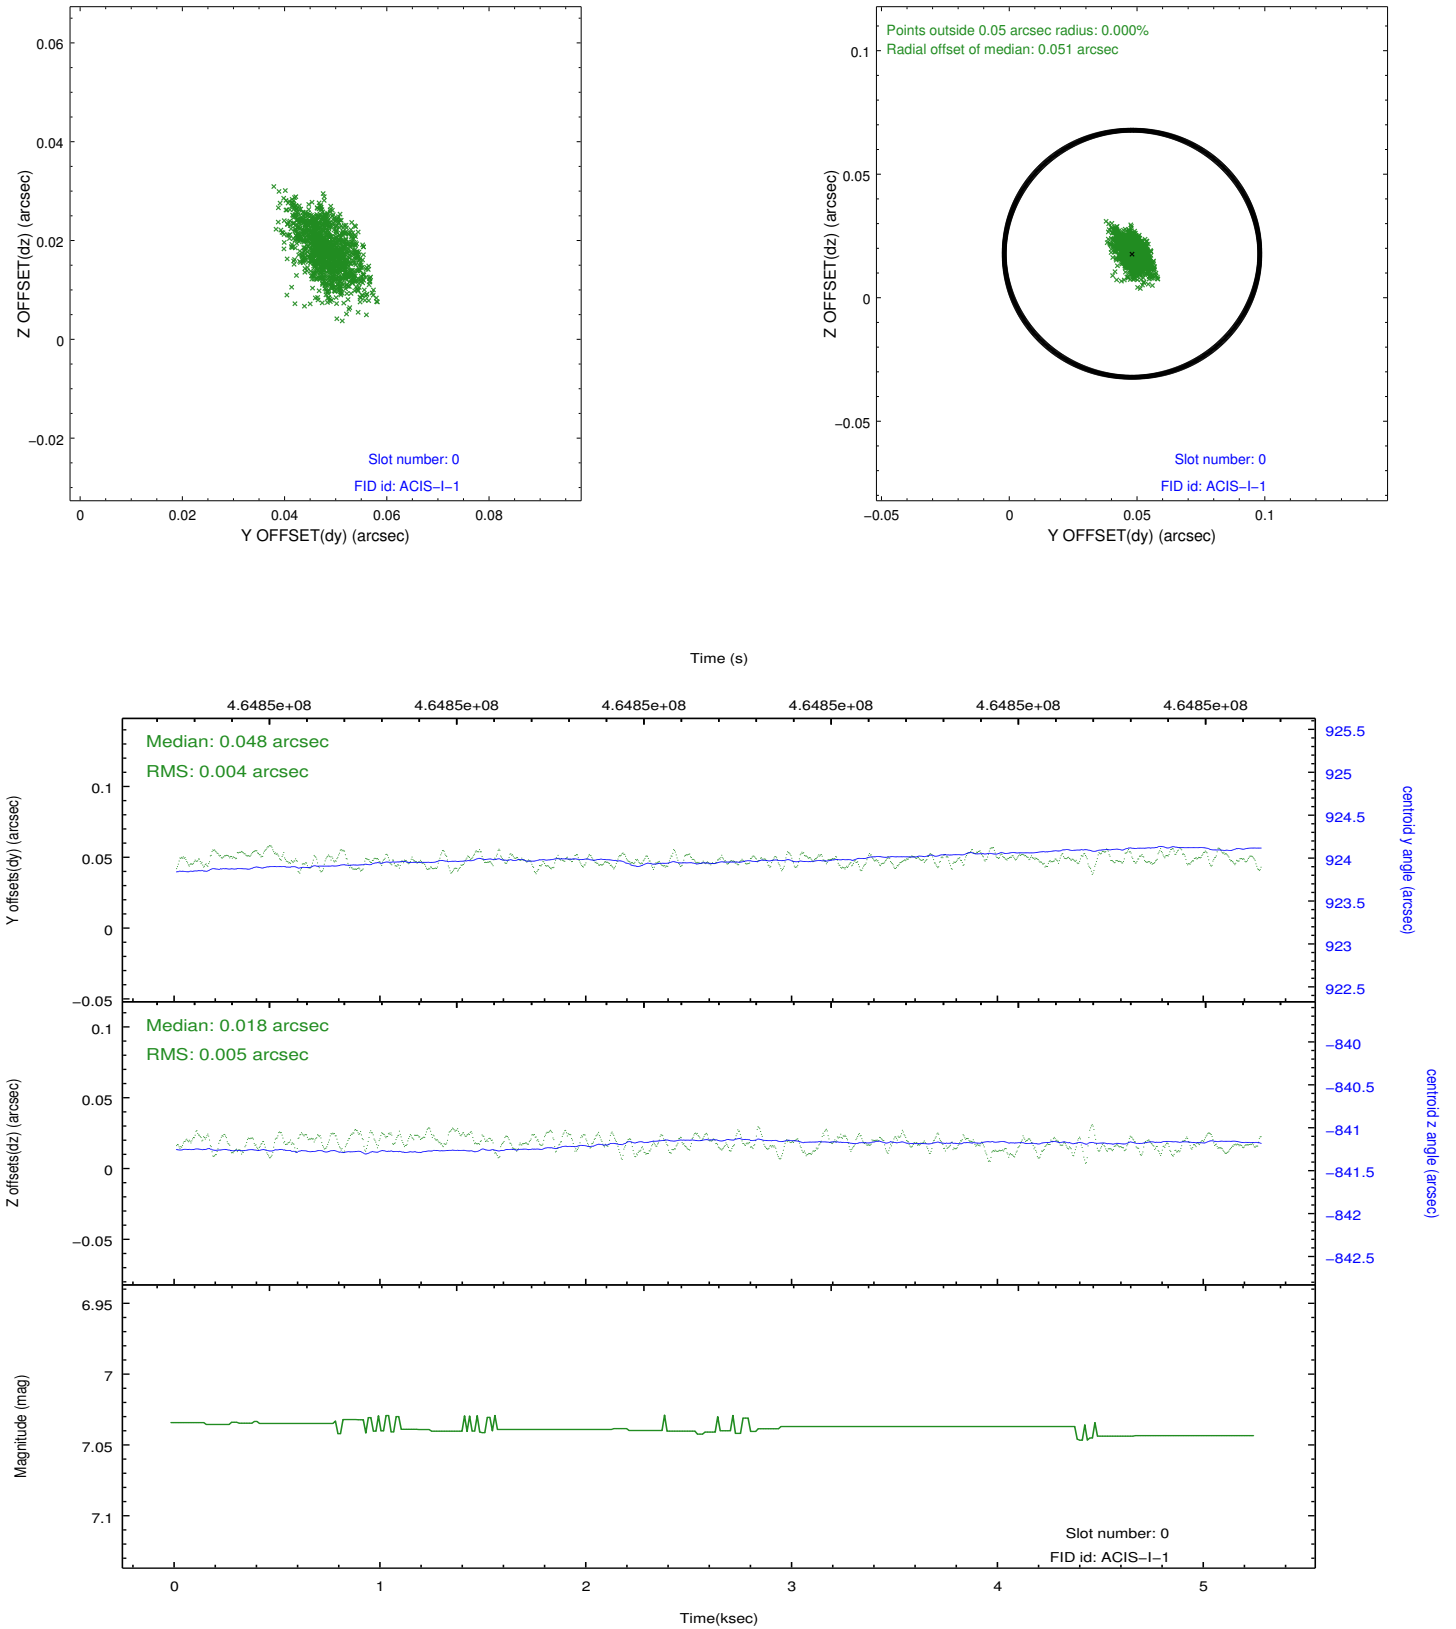 0.06
0.04
0.02
0
−0.02
Z OFFSET(dz) (arcsec)
Slot number: 0
FID id: ACIS−I−1
0 0.02 0.04 0.06 0.08
Y OFFSET(dy) (arcsec)
Points outside 0.05 arcsec radius: 0.000%
Radial offset of median: 0.051 arcsec
0.1
0.05
0
−0.05
Z OFFSET(dz) (arcsec)
Slot number: 0
FID id: ACIS−I−1
−0.05 0 0.05 0.1
Y OFFSET(dy) (arcsec)
Time (s)
4.6485e+08 4.6485e+08 4.6485e+08 4.6485e+08 4.6485e+08 4.6485e+08
Median: 0.048 arcsec
RMS: 0.004 arcsec
0.1
0.05
0
−0.05
Y offsets(dy) (arcsec)
925.5
925
924.5
924
923.5
923
922.5
centroid y angle (arcsec)
Median: 0.018 arcsec
RMS: 0.005 arcsec
0.1
0.05
0
−0.05
Z offsets(dz) (arcsec)
−840
−840.5
−841
−841.5
−842
−842.5
centroid z angle (arcsec)
6.95
7
7.05
7.1
Magnitude (mag)
Slot number: 0
FID id: ACIS−I−1
0 1 2 3 4 5
Time(ksec)